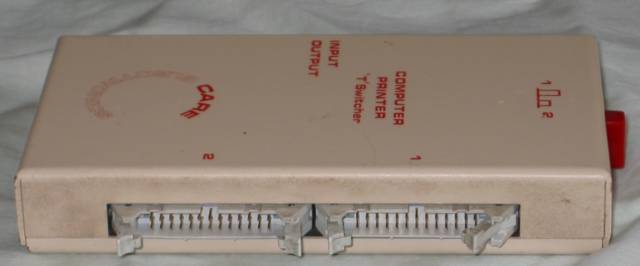 INPUT
OUTPUT
COMPUTER
PRINTER
'T' Switcher
CARE
1 2
2
1